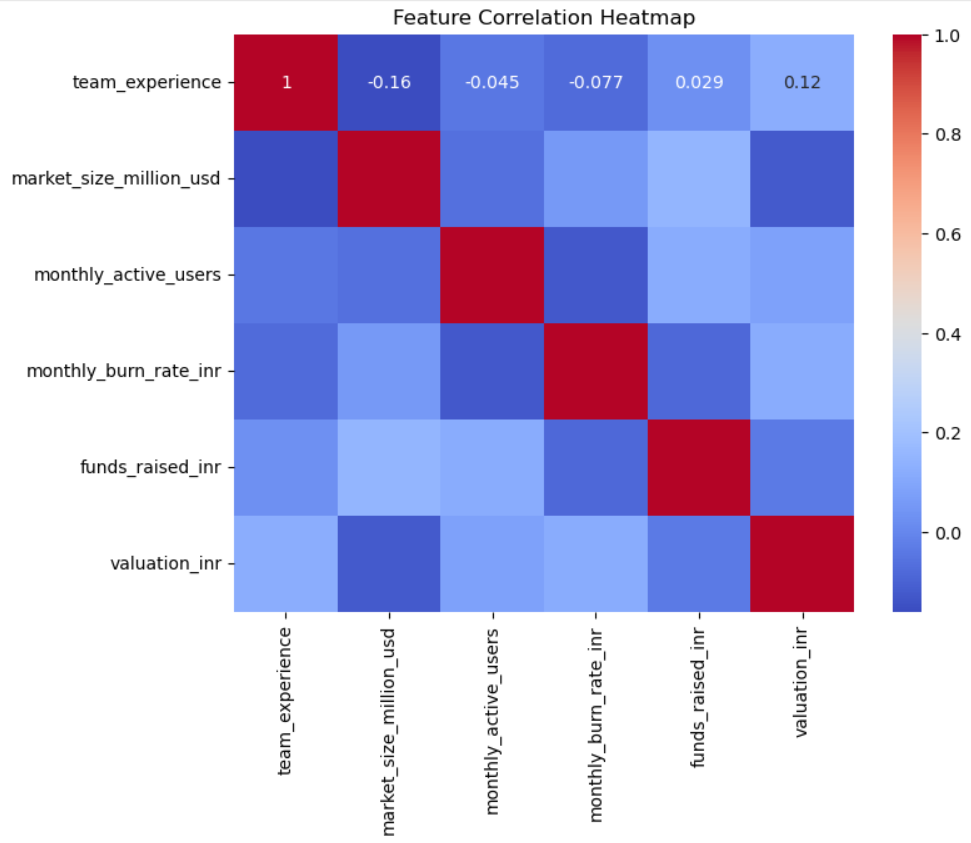 Feature Correlation Heatmap
team_experience
1 -0.16 -0.045 -0.077 0.029 0.12
market_size_million_usd
monthly_active_users
monthly_burn_rate_inr
funds_raised_inr
valuation_inr
team_experience
market_size_million_usd
monthly_active_users
monthly_burn_rate_inr
funds_raised_inr
valuation_inr
1.0
0.8
0.6
0.4
0.2
0.0